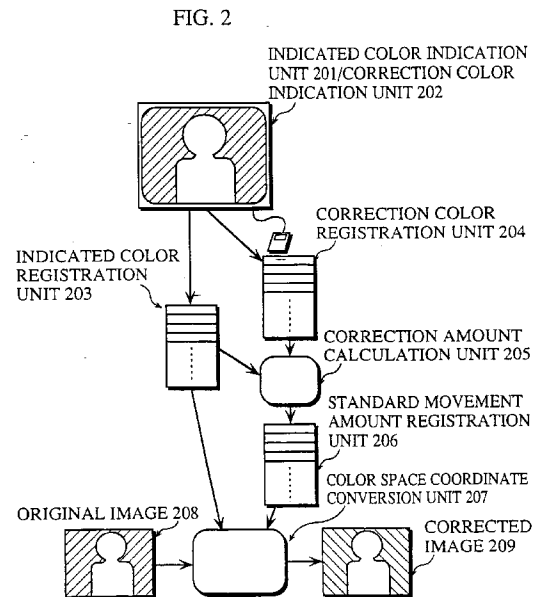 FIG. 2
INDICATED COLOR INDICATION
UNIT 201/CORRECTION COLOR
INDICATION UNIT 202
CORRECTION COLOR
REGISTRATION UNIT 204
INDICATED COLOR
REGISTRATION
UNIT 203
CORRECTION AMOUNT
CALCULATION UNIT 205
STANDARD MOVEMENT
AMOUNT REGISTRATION
UNIT 206
COLOR SPACE COORDINATE
CONVERSION UNIT 207
ORIGINAL IMAGE 208
CORRECTED
IMAGE 209